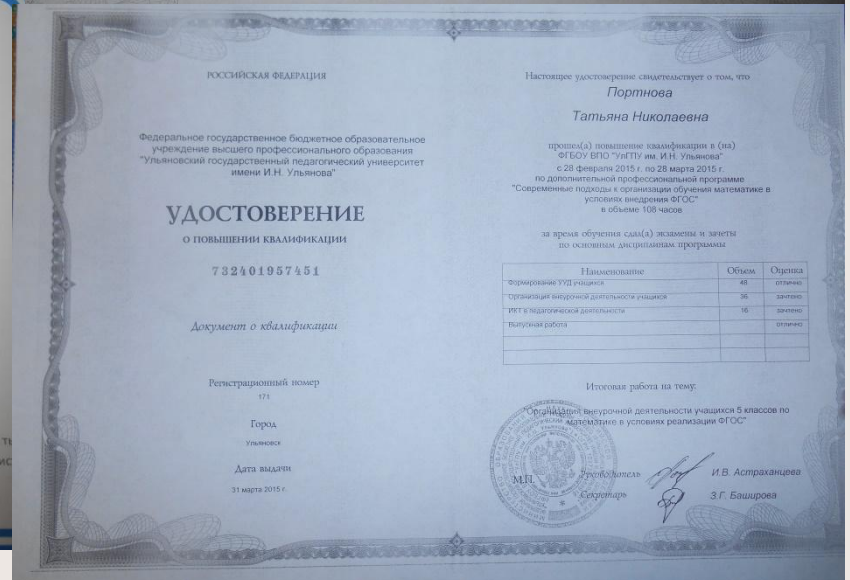 РОССИЙСКАЯ ФЕДЕРАЦИЯ
Федеральное государственное бюджетное образовательное
учреждение высшего профессионального образования
"Ульяновский государственный педагогический университет
имени И.Н. Ульянова"
УДОСТОВЕРЕНИЕ
О ПОВЫШЕНИИ КВАЛИФИКАЦИИ
732401957451
Документ о квалификации
Регистрационный номер
171
Город
Ульяновск
Дата выдачи
31 марта 2015 г.
Настоящее удостоверение свидетельствует о том, что
Портнова
Татьяна Николаевна
прошел(а) повышение квалификации в (на)
ФГБОУ ВПО "УлГПУ им. И.Н. Ульянова"
с 28 февраля 2015 г. по 28 марта 2015 г.
по дополнительной профессиональной программе
"Современные подходы к организации обучения математике в
условиях внедрения ФГОС"
в объеме 108 часов
за время обучения сдал(а) экзамены и зачеты
по основным дисциплинам программы
Наименование Объем Оценка
Формирование УУД учащихся отлично
Организация внеурочной деятельности учащихся 36 зачтено
ИКТ в педагогической деятельности зачтено
Выпускная работа отлично
Итоговая работа на тему:
"Организация внеурочной деятельности учащихся 5 классов по
математике в условиях реализации ФГОС"
М.П.
Руководитель И.В. Астраханцева
Секретарь З.Г. Баширова